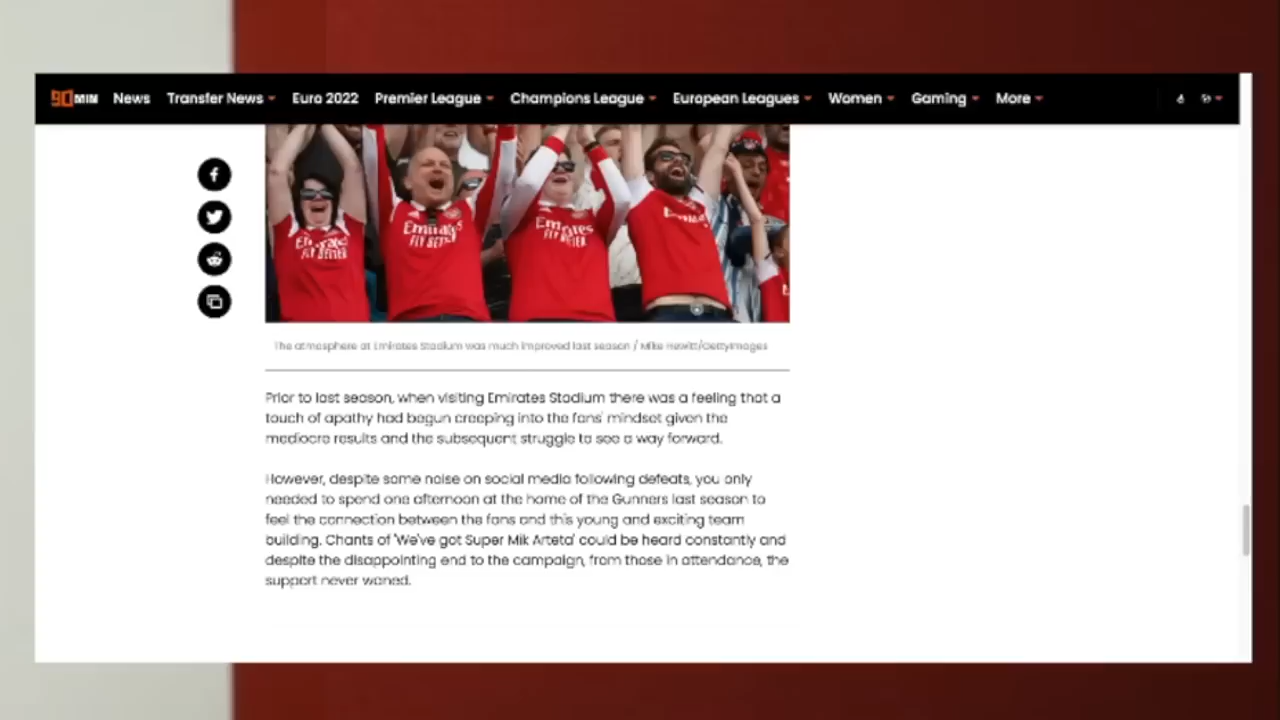 90MIN News Transfer News Euro 2022 Premier League Champions League European Leagues Women Gaming More
Emirates FLY BETTER
Emirates FLY BETTER
Emirates FLY BETTER
The atmosphere at Emirates Stadium was much improved last season / Mike Hewitt/GettyImages
Prior to last season, when visiting Emirates Stadium there was a feeling that a
touch of apathy had begun creeping into the fans' mindset given the
mediocre results and the subsequent struggle to see a way forward.
However, despite some noise on social media following defeats, you only
needed to spend one afternoon at the home of the Gunners last season to
feel the connection between the fans and this young and exciting team
building. Chants of 'We've got Super Mik Arteta' could be heard constantly and
despite the disappointing end to the campaign, from those in attendance, the
support never waned.